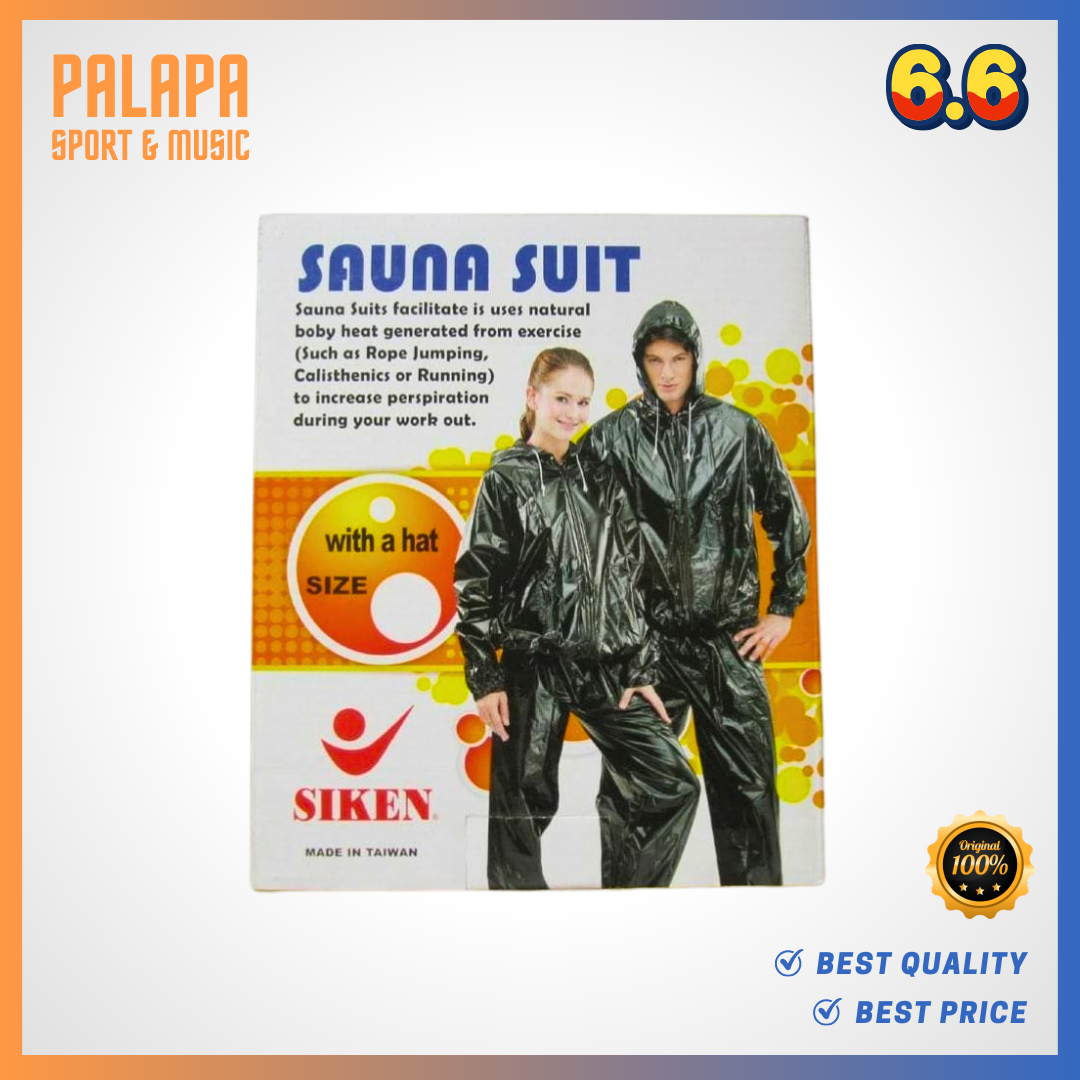 PALAPA
SPORT & MUSIC
6.6
SAUNA SUIT
Sauna Suits facilitate is uses natural
boby heat generated from exercise
(Such as Rope Jumping,
Calisthenics or Running)
to increase perspiration
during your work out.
with a hat
SIZE
SIKEN®
MADE IN TAIWAN
Original
100%
BEST QUALITY
BEST PRICE